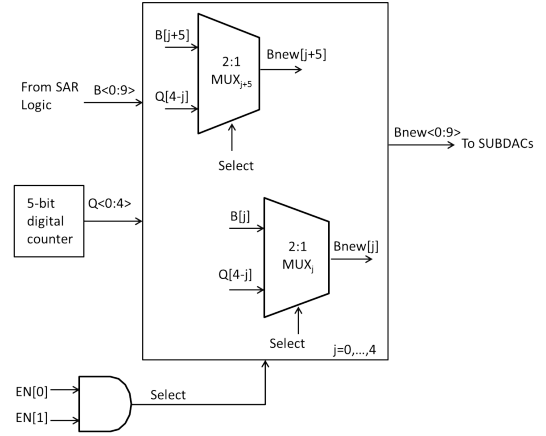 B[j+5]
Bnew[j+5]
2:1
MUXj+5
Q[4-j]
Select
From SAR
Logic
B<0:9>
Bnew<0:9>
To SUBDACs
5-bit
digital
counter
Q<0:4>
B[j]
2:1
MUXj
Bnew[j]
Q[4-j]
Select
j=0,...,4
EN[0]
EN[1]
Select